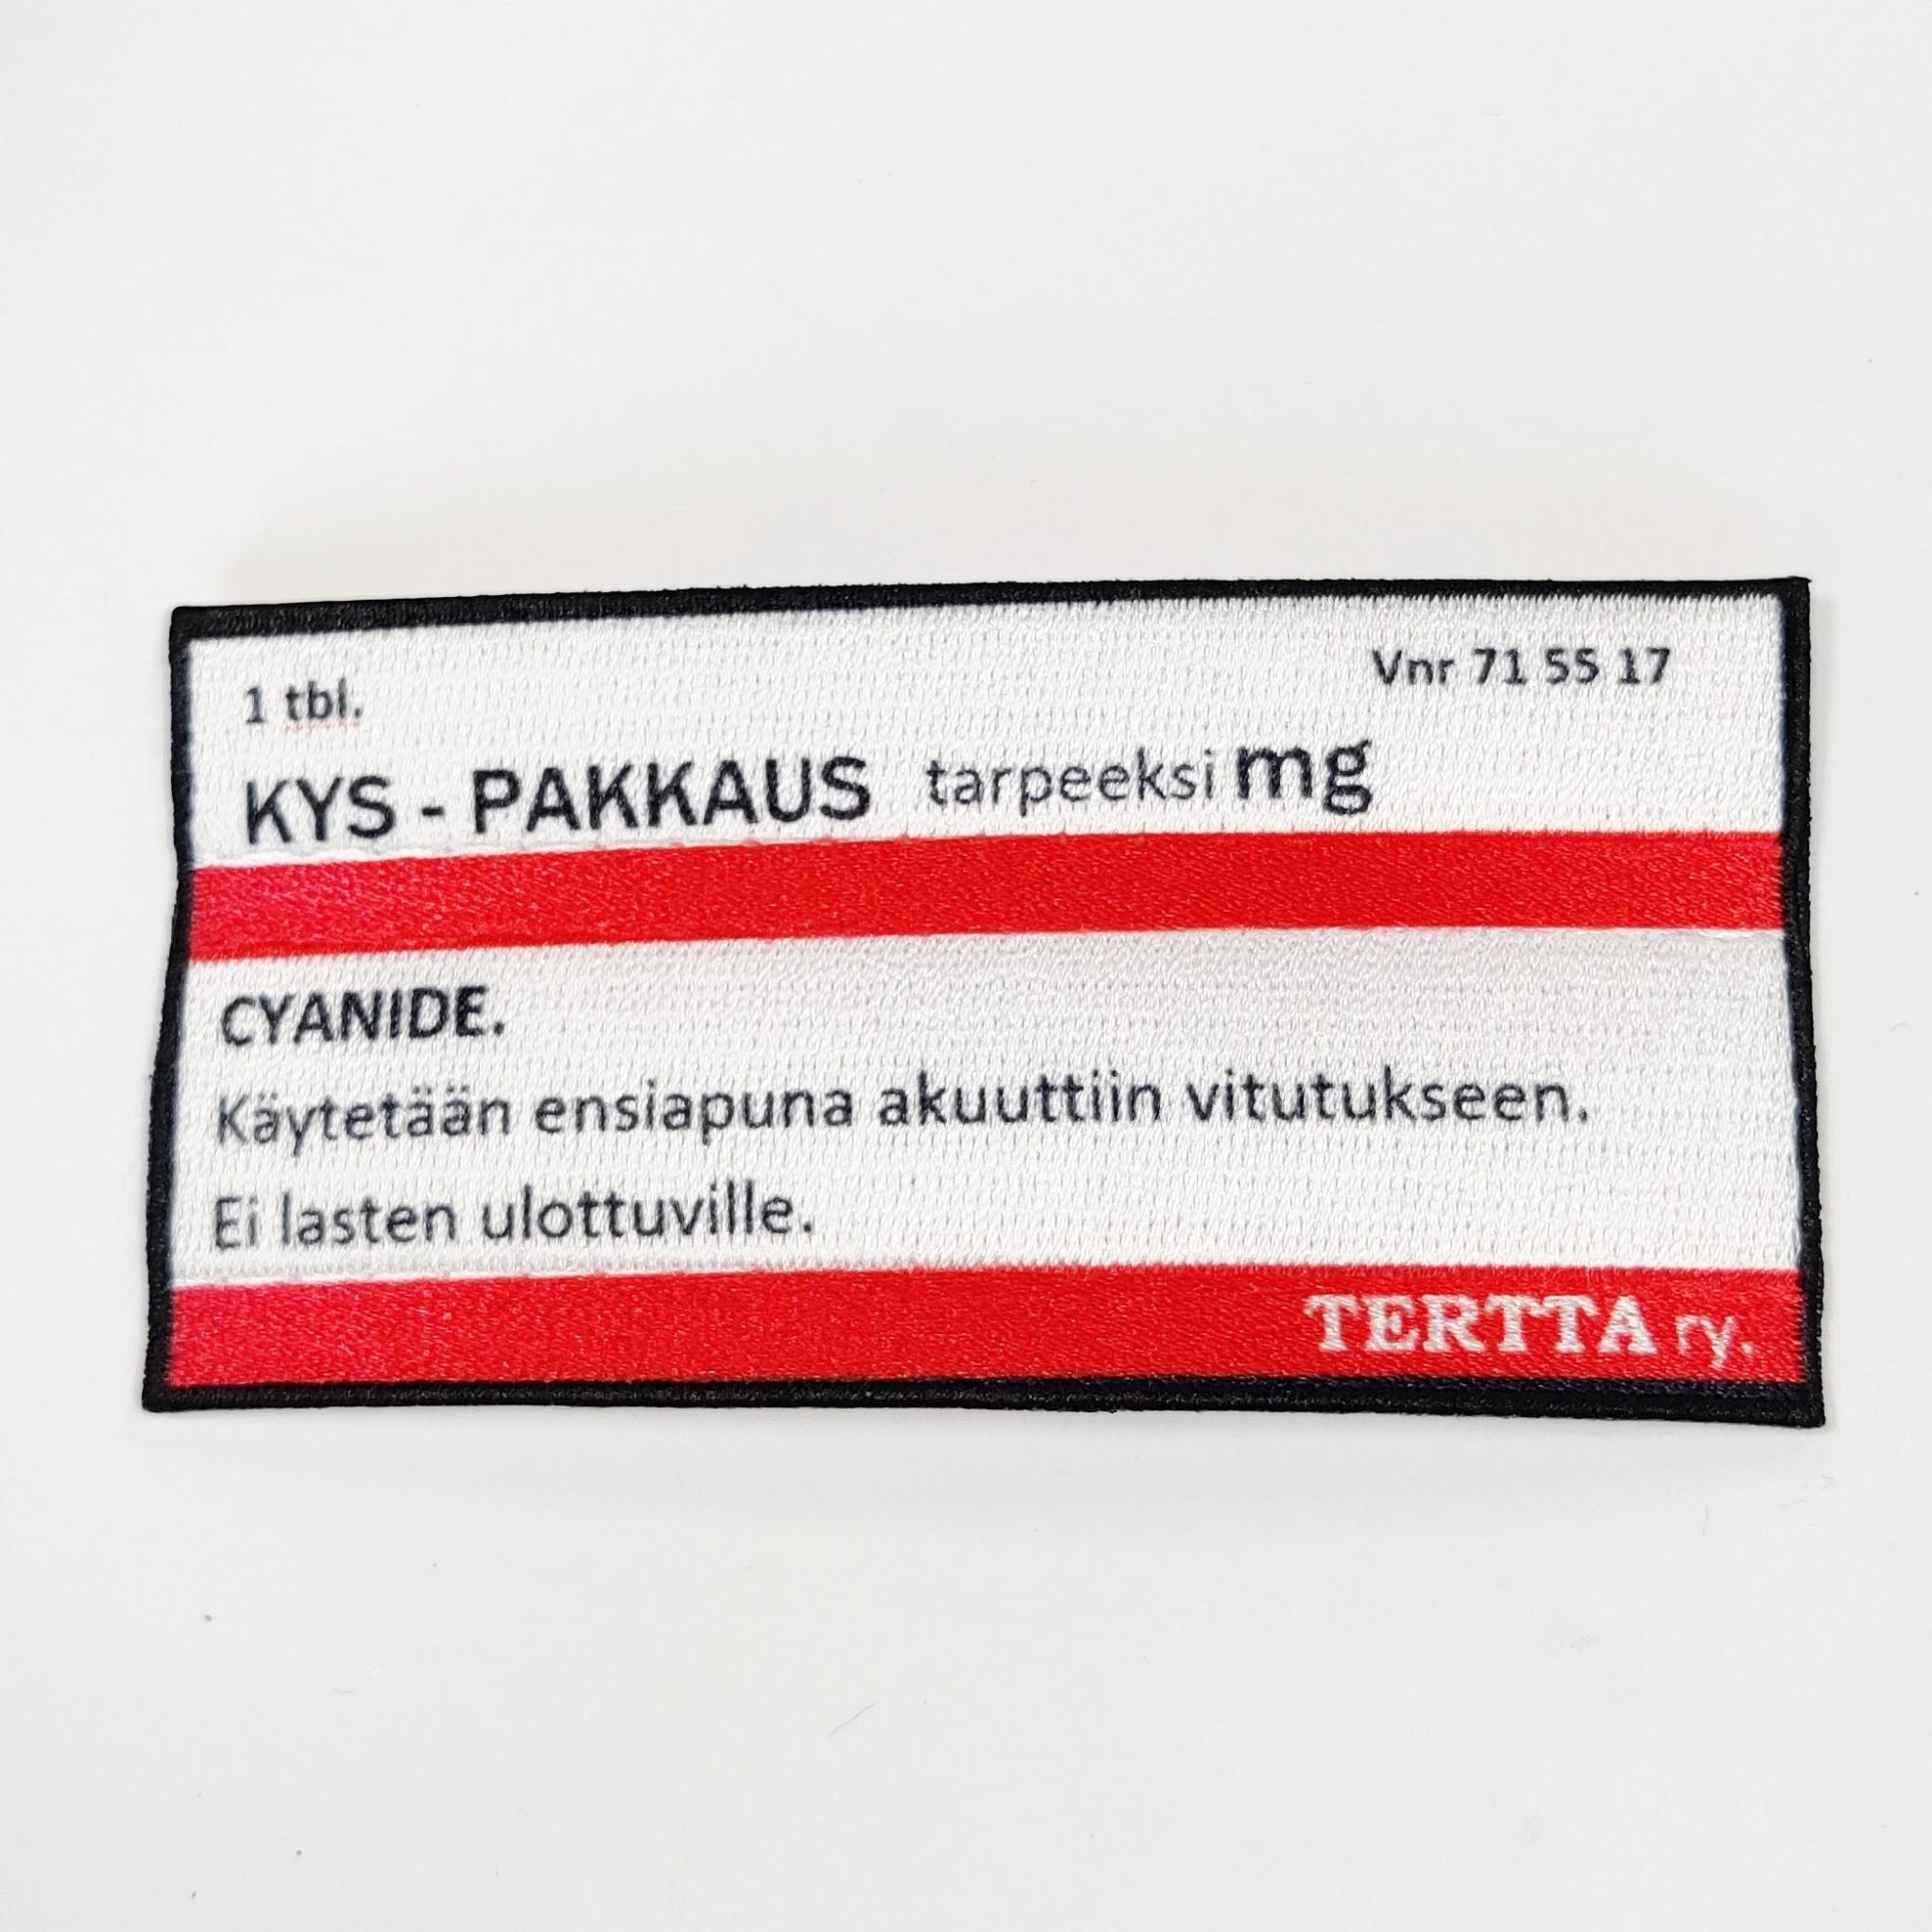 Vnr 71 55 17
1 tbl.
KYS - PAKKAUS tarpeeksi mg
CYANIDE.
Käytetään ensiapuna akuuttiin vitutukseen.
Ei lasten ulottuville.
TERTTA ry.